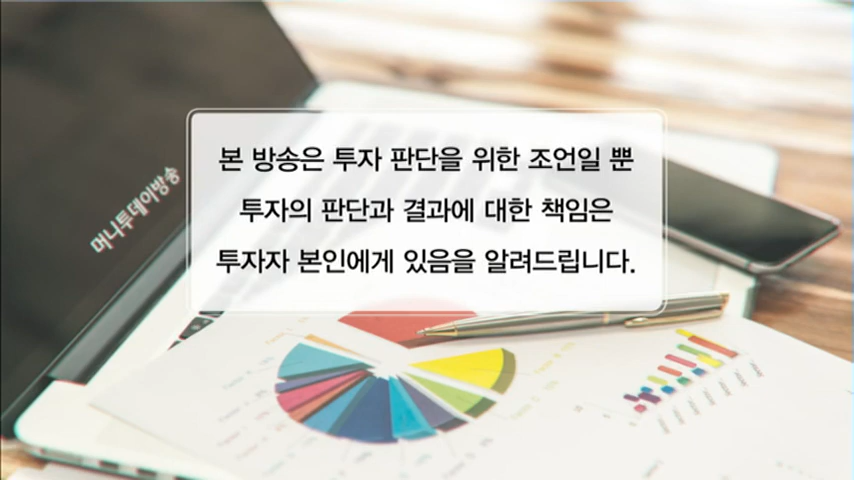 본 방송은 투자 판단을 위한 조언일 뿐
투자의 판단과 결과에 대한 책임은
투자자 본인에게 있음을 알려드립니다.
머니투데이방송